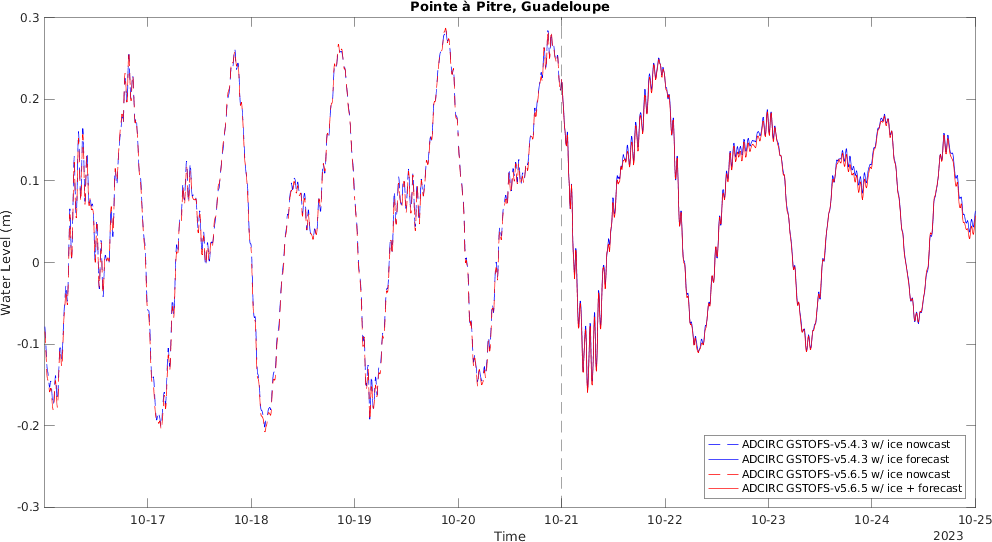 Pointe à Pitre, Guadeloupe
0.3
0.2
0.1
0
-0.1
-0.2
-0.3
Water Level (m)
ADCIRC GSTOFS-v5.4.3 w/ ice nowcast
ADCIRC GSTOFS-v5.4.3 w/ ice forecast
ADCIRC GSTOFS-v5.6.5 w/ ice nowcast
ADCIRC GSTOFS-v5.6.5 w/ ice + forecast
10-17 10-18 10-19 10-20 10-21 10-22 10-23 10-24 10-25
Time
2023